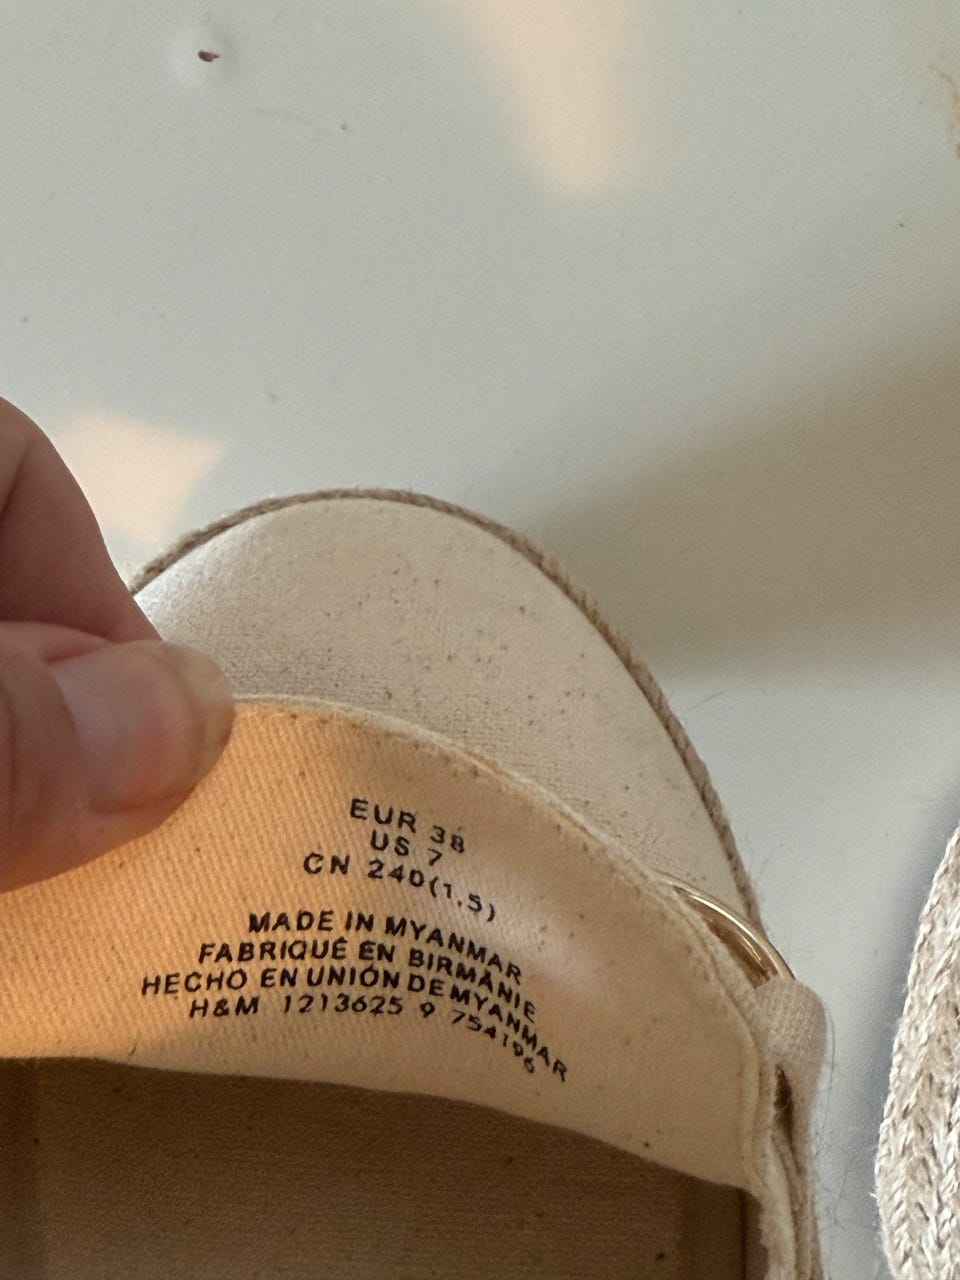 EUR 38
US 7
CN 240(1,5)
MADE IN MYANMAR
FABRIQUÉ EN BIRMANIE
HECHO EN UNIÓN DE MYANMAR
H&M 1213625 9 754196